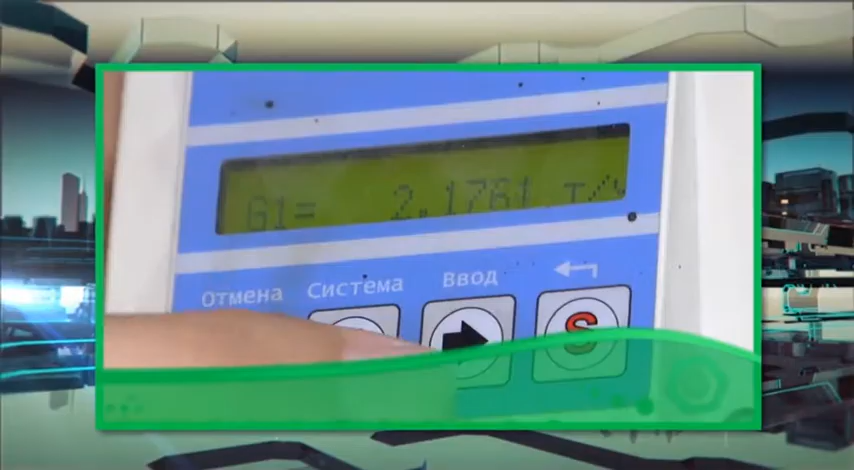 G1= 2,1761 т/ч
Отмена Система Ввод
S